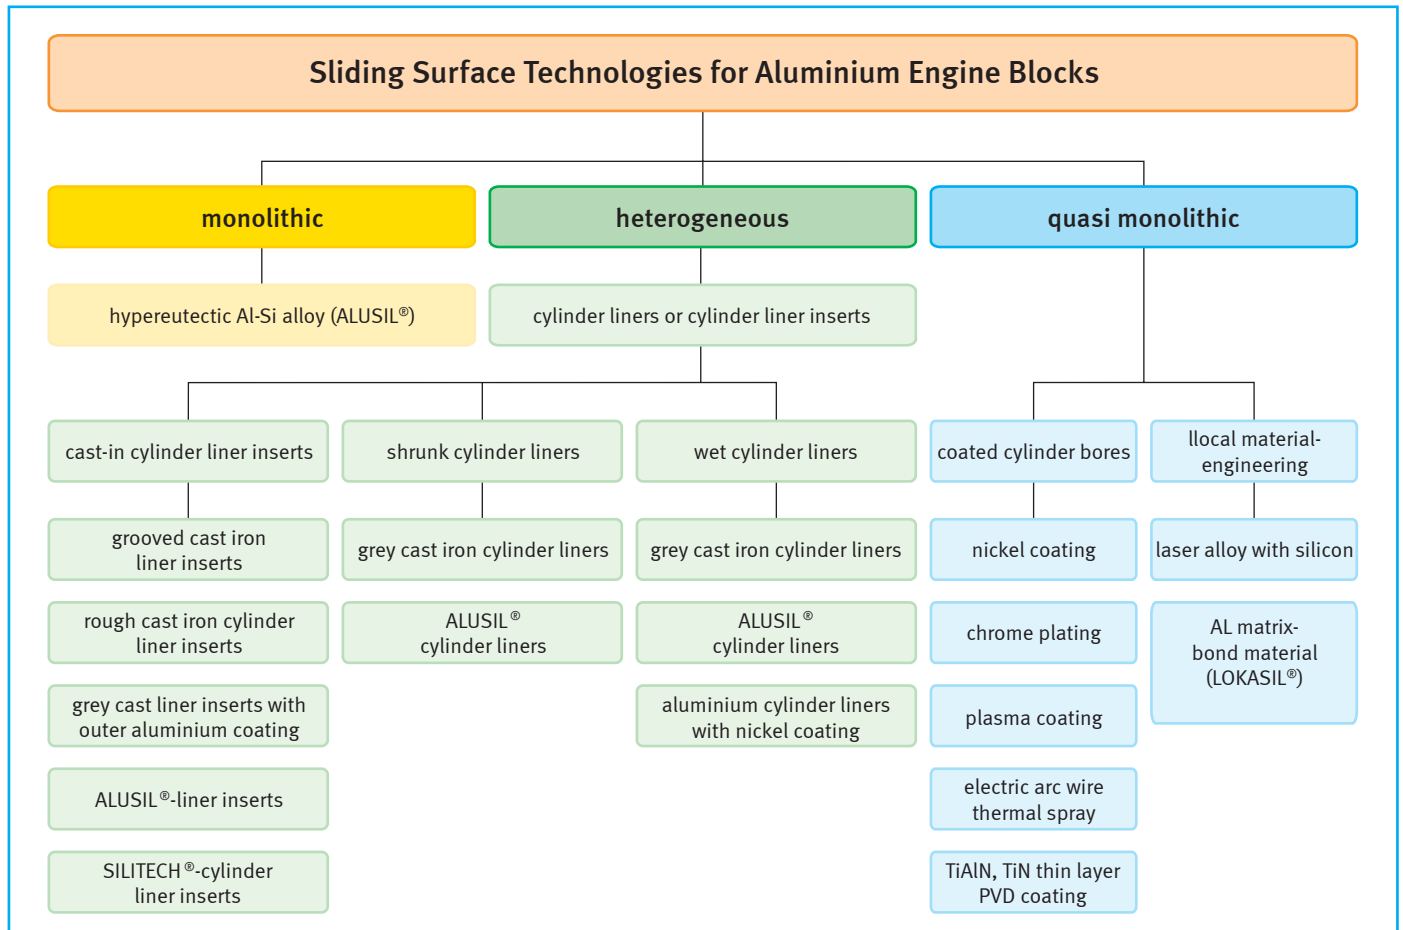 Sliding Surface Technologies for Aluminium Engine Blocks
monolithic
heterogeneous
quasi monolithic
hypereutectic Al-Si alloy (ALUSIL®)
cylinder liners or cylinder liner inserts
cast-in cylinder liner inserts
shrunk cylinder liners
wet cylinder liners
coated cylinder bores
llocal material-
engineering
grooved cast iron
liner inserts
grey cast iron cylinder liners
grey cast iron cylinder liners
nickel coating
laser alloy with silicon
rough cast iron cylinder
liner inserts
ALUSIL®
cylinder liners
ALUSIL®
cylinder liners
chrome plating
AL matrix-
bond material
(LOKASIL®)
grey cast liner inserts with
outer aluminium coating
aluminium cylinder liners
with nickel coating
plasma coating
ALUSIL®-liner inserts
electric arc wire
thermal spray
SILITECH®-cylinder
liner inserts
TiAlN, TiN thin layer
PVD coating